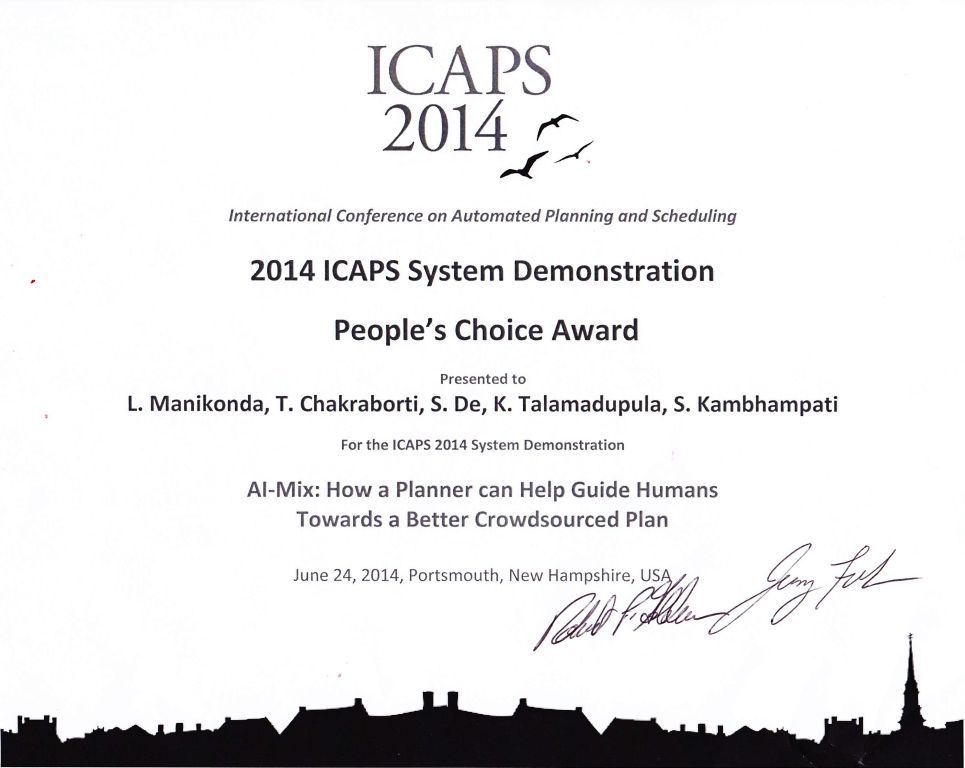 ICAPS
2014
International Conference on Automated Planning and Scheduling
2014 ICAPS System Demonstration
People's Choice Award
Presented to
L. Manikonda, T. Chakraborti, S. De, K. Talamadupula, S. Kambhampati
For the ICAPS 2014 System Demonstration
AI-Mix: How a Planner can Help Guide Humans
Towards a Better Crowdsourced Plan
June 24, 2014, Portsmouth, New Hampshire, USA